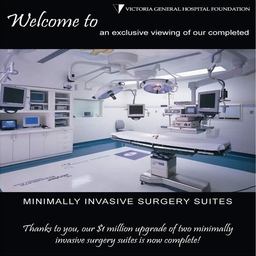 VICTORIA GENERAL HOSPITAL FOUNDATION
Welcome to
an exclusive viewing of our completed
MINIMALLY INVASIVE SURGERY SUITES
Thanks to you, our $1 million upgrade of two minimally
invasive surgery suites is now complete!